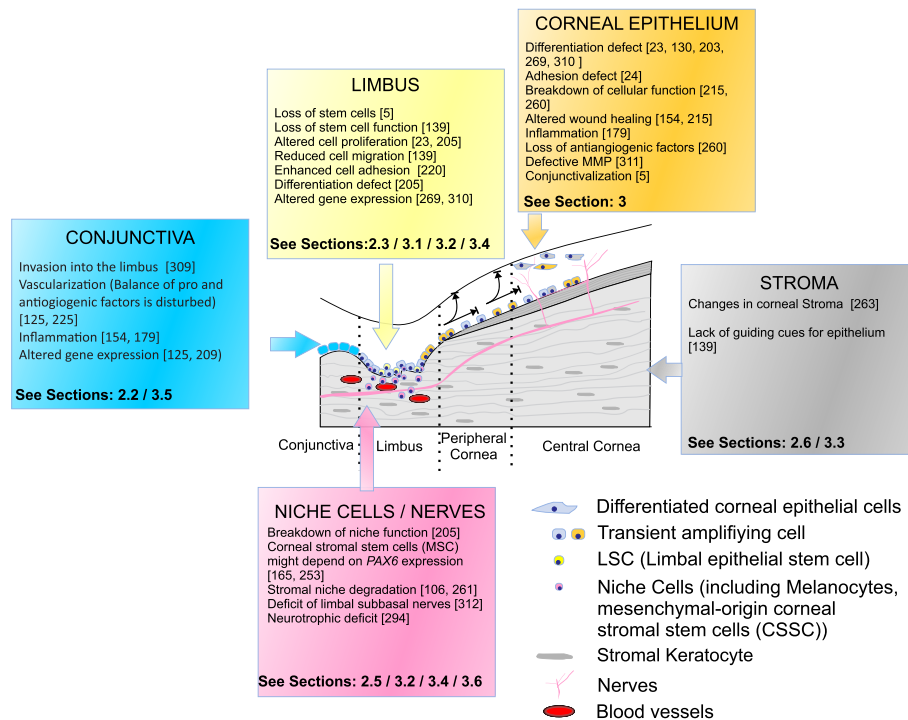 CORNEAL EPITHELIUM
Differentiation defect [23, 130, 203,
269, 310 ]
Adhesion defect [24]
Breakdown of cellular function [215,
260]
Altered wound healing [154, 215]
Inflammation [179]
Loss of antiangiogenic factors [260]
Defective MMP [311]
Conjunctivalization [5]
See Section: 3
LIMBUS
Loss of stem cells [5]
Loss of stem cell function [139]
Altered cell proliferation [23, 205]
Reduced cell migration [139]
Enhanced cell adhesion [220]
Differentiation defect [205]
Altered gene expression [269, 310]
See Sections:2.3 / 3.1 / 3.2 / 3.4
CONJUNCTIVA
Invasion into the limbus [309]
Vascularization (Balance of pro and
antiogiogenic factors is disturbed)
[125, 225]
Inflammation [154, 179]
Altered gene expression [125, 209)
See Sections: 2.2 / 3.5
STROMA
Changes in corneal Stroma [263]
Lack of guiding cues for epithelium
[139]
See Sections: 2.6 / 3.3
Conjunctiva
Limbus
Peripheral
Cornea
Central Cornea
NICHE CELLS / NERVES
Breakdown of niche function [205]
Corneal stromal stem cells (MSC)
might depend on PAX6 expression
[165, 253]
Stromal niche degradation [106, 261]
Deficit of limbal subbasal nerves [312]
Neurotrophic deficit [294]
See Sections: 2.5 / 3.2 / 3.4 / 3.6
Differentiated corneal epithelial cells
Transient amplifiying cell
LSC (Limbal epithelial stem cell)
Niche Cells (including Melanocytes,
mesenchymal-origin corneal
stromal stem cells (CSSC))
Stromal Keratocyte
Nerves
Blood vessels